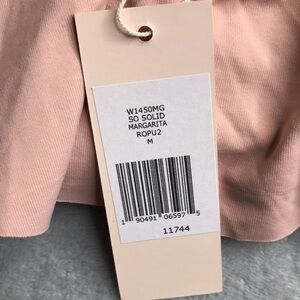 W1450MG
SO SOLID
MARGARITA
ROPU2
M
1 90491 06597 5
11744